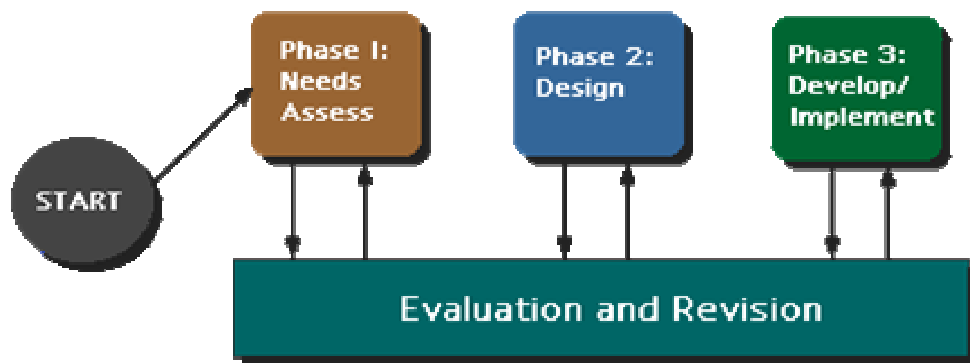 Phase 1:
Needs
Assess
Phase 2:
Design
Phase 3:
Develop/
Implement
START
Evaluation and Revision